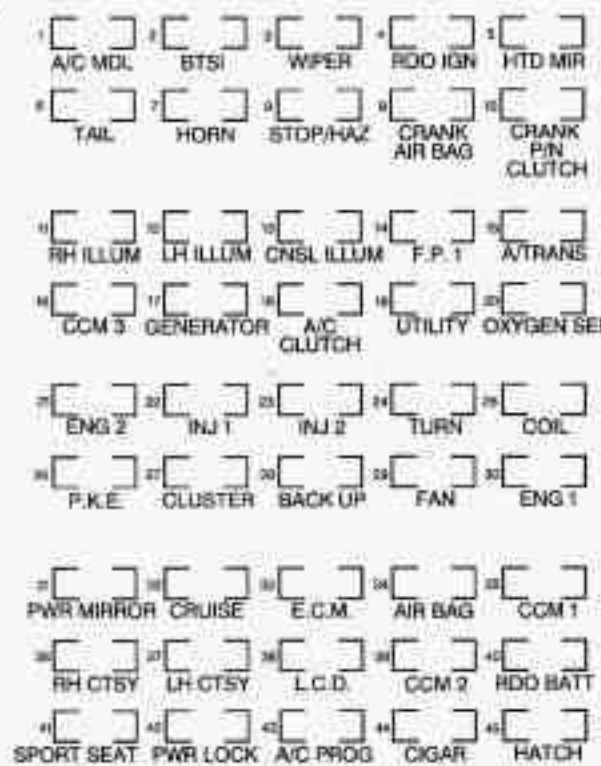 1 2 3 4 5
A/C MDL BTSI WIPER RDO IGN HTD MIR
6 7 8 9 10
TAIL HORN STOP/HAZ CRANK AIR BAG CRANK P/N CLUTCH
11 12 13 14 15
RH ILLUM LH ILLUM CNSL ILLUM F.P. 1 A/TRANS
16 17 18 19 20
CCM 3 GENERATOR A/C CLUTCH UTILITY OXYGEN SE
21 22 23 24 25
ENG 2 INJ 1 INJ 2 TURN COIL
26 27 28 29 30
P.K.E. CLUSTER BACK UP FAN ENG 1
31 32 33 34 35
PWR MIRROR CRUISE E.C.M. AIR BAG CCM 1
36 37 38 39 40
RH CTSY LH CTSY L.C.D. CCM 2 RDO BATT
41 42 43 44 45
SPORT SEAT PWR LOCK A/C PROG CIGAR HATCH